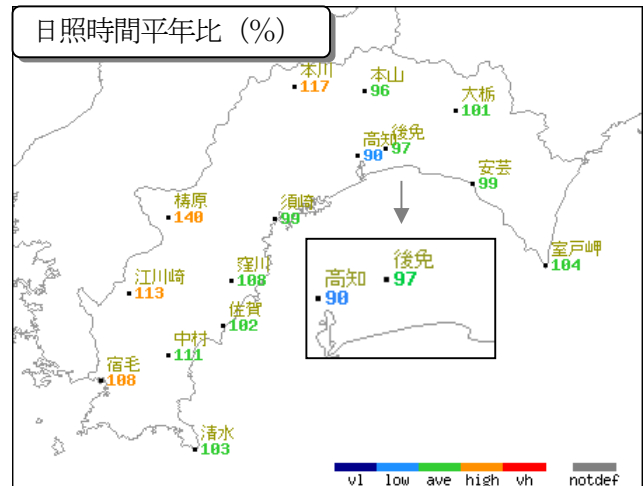 日照時間平年比 (%)
本川
117
本山
96
大栃
101
高知
90
後免
97
安芸
99
梼原
140
須崎
99
室戸岬
104
江川崎
113
窪川
108
佐賀
102
中村
111
宿毛
108
清水
103
高知
90
後免
97
vl low ave high vh notdef